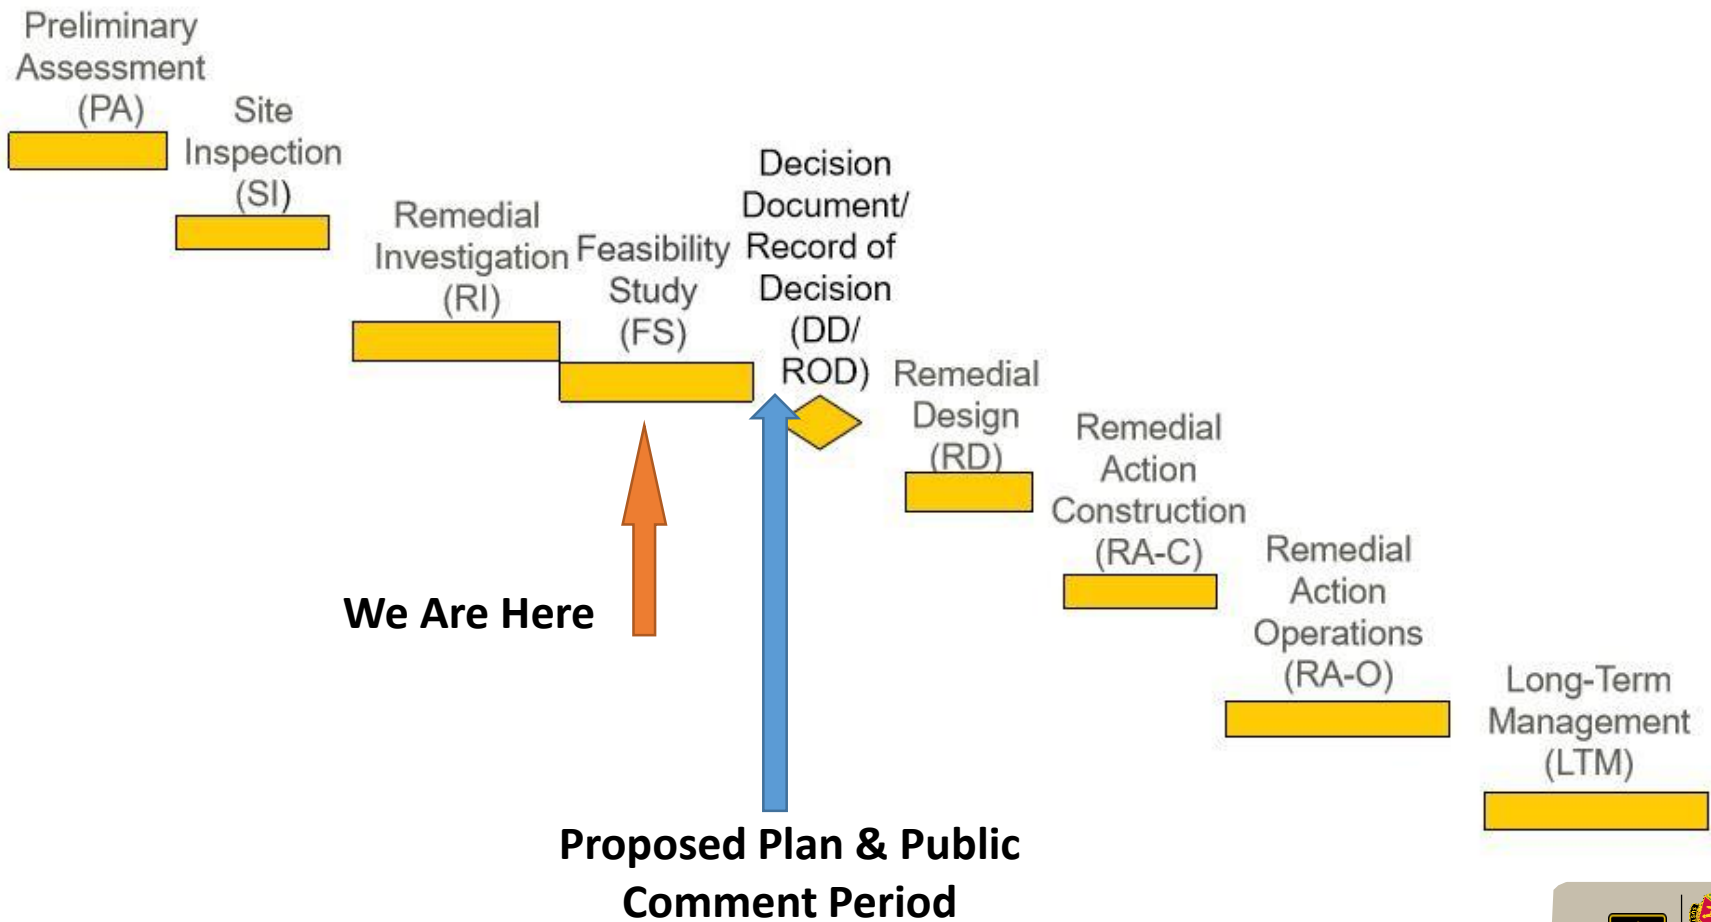 Preliminary
Assessment
(PA)
Site
Inspection
(SI)
Remedial
Investigation
(RI)
Feasibility
Study
(FS)
Decision
Document/
Record of
Decision
(DD/
ROD)
Remedial
Design
(RD)
Remedial
Action
Construction
(RA-C)
Remedial
Action
Operations
(RA-O)
Long-Term
Management
(LTM)
We Are Here
Proposed Plan & Public
Comment Period